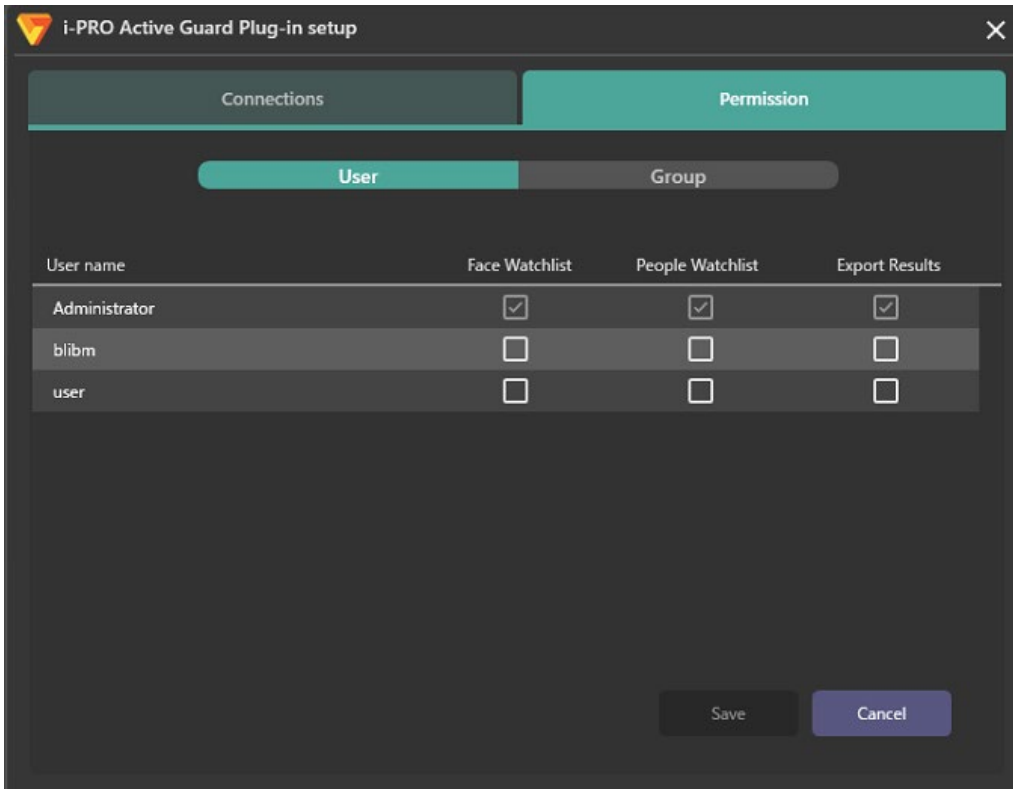 i-PRO Active Guard Plug-in setup
Connections Permission
User Group
User name Face Watchlist People Watchlist Export Results
Administrator
blibm
user
Save Cancel